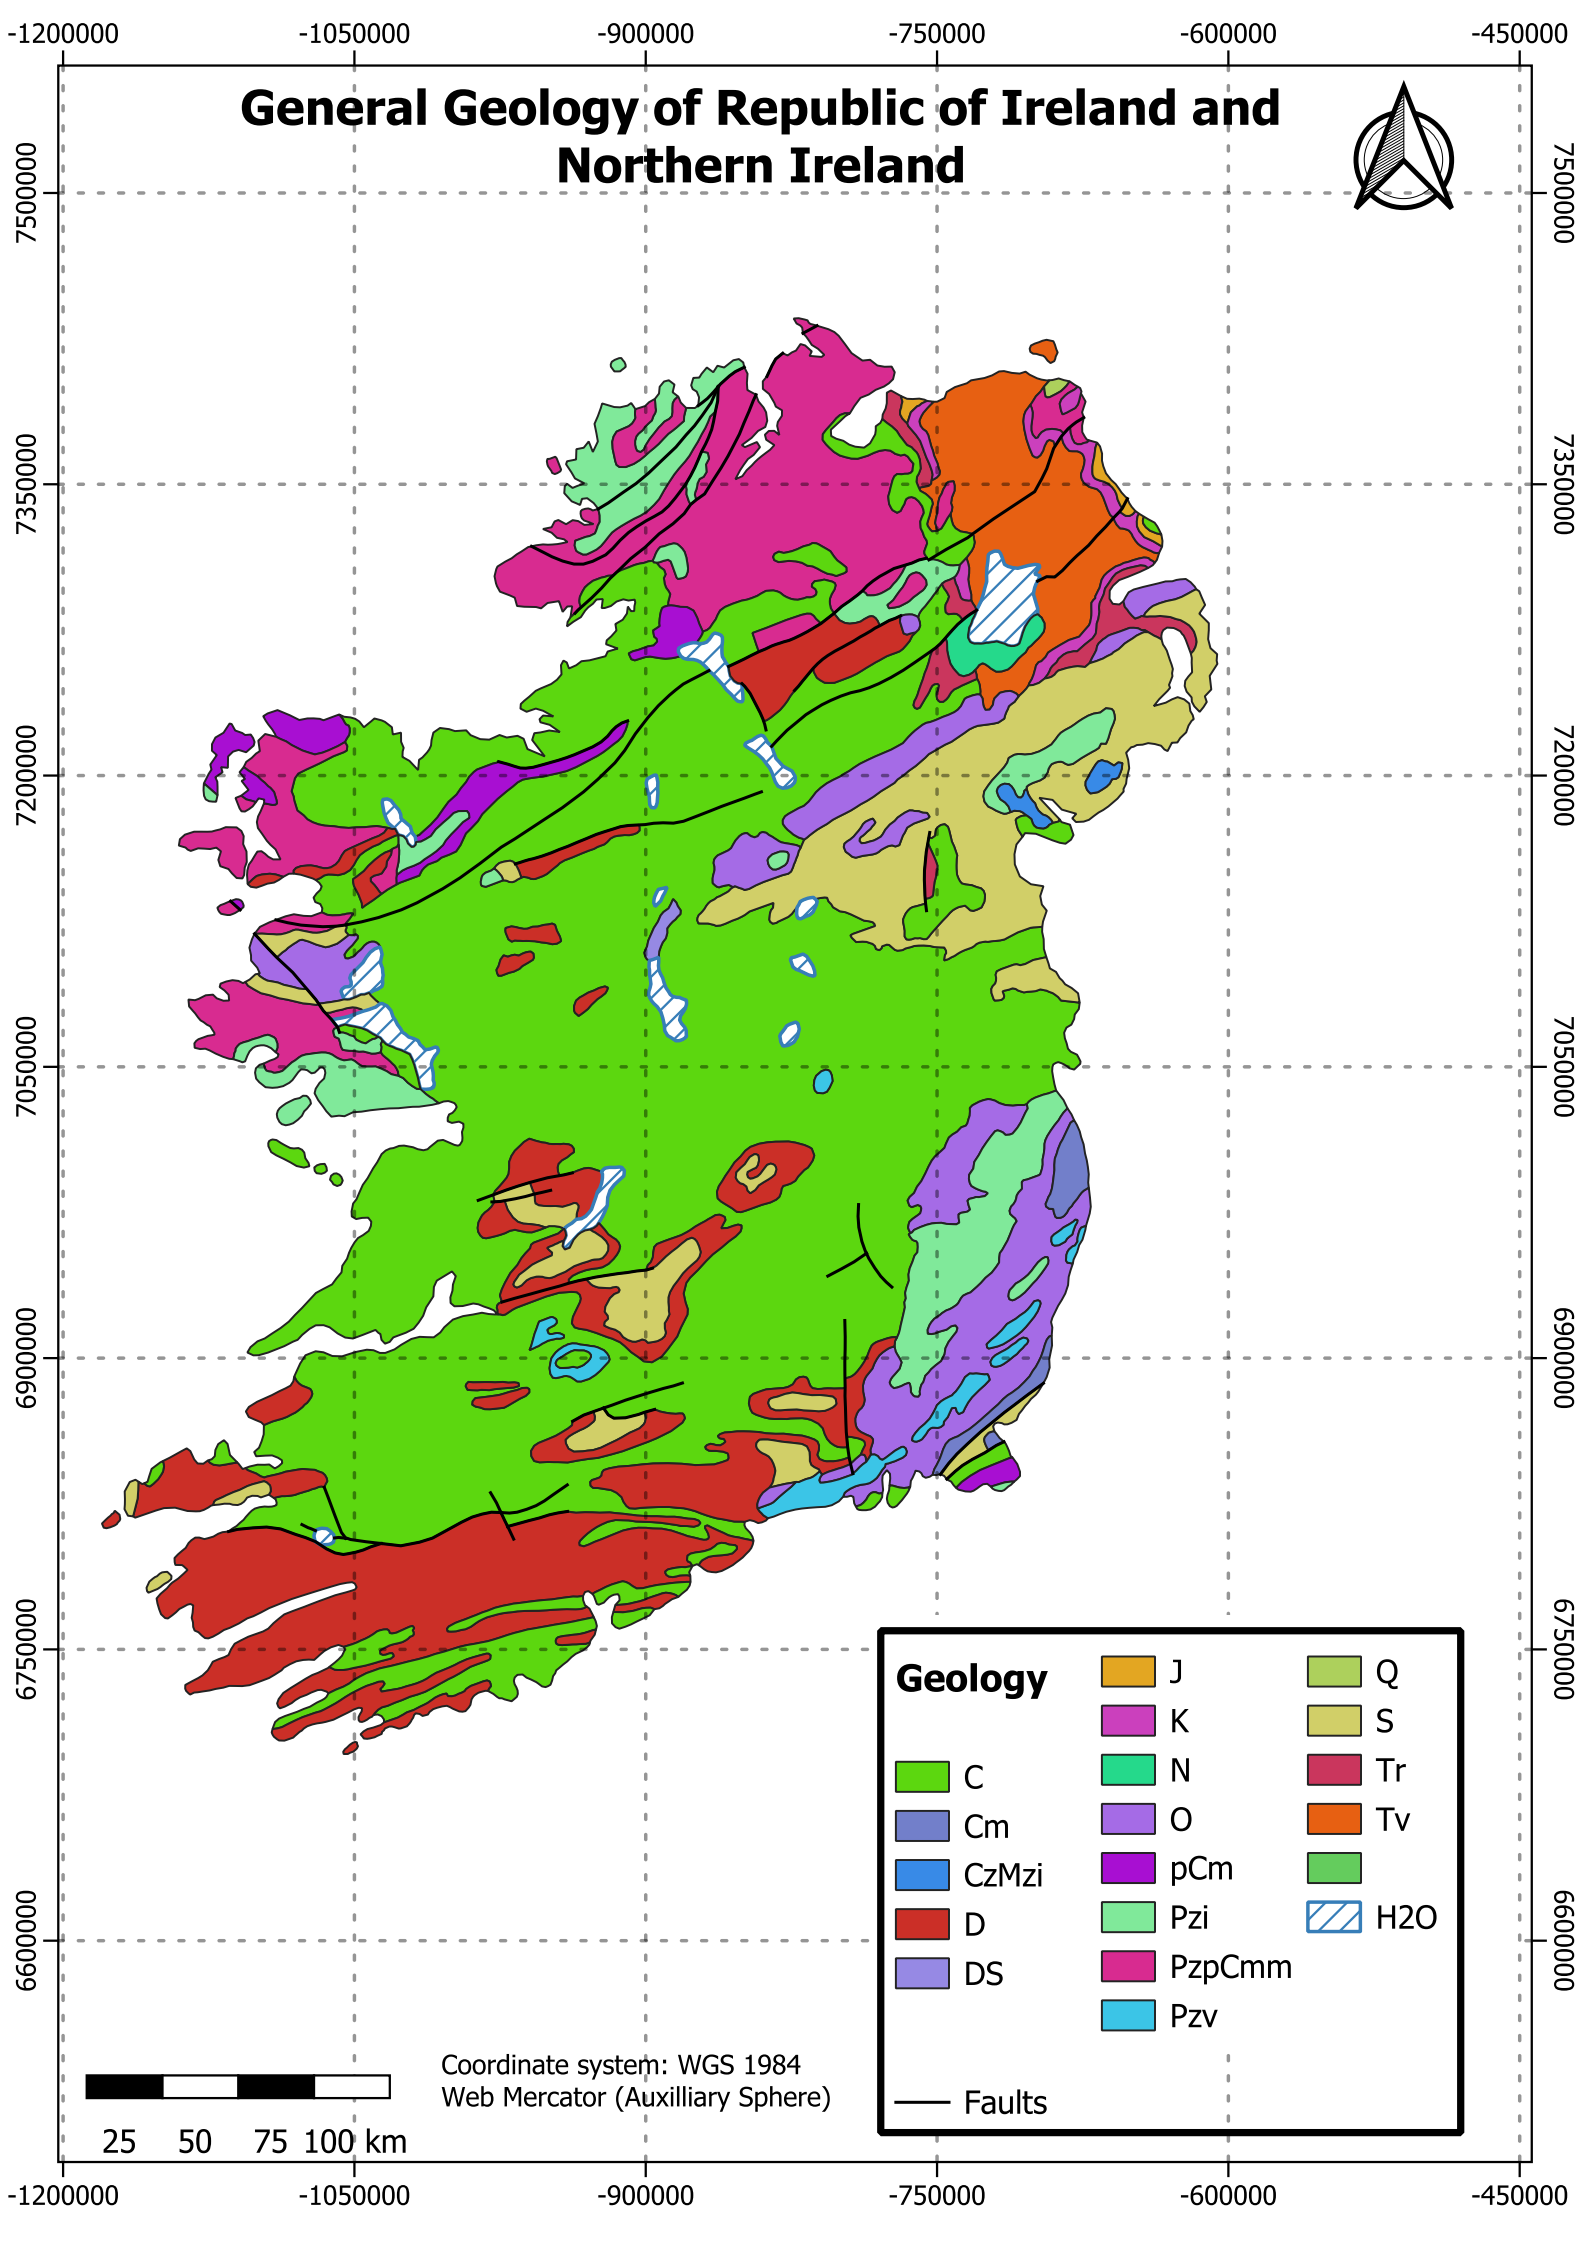 -1200000 -1050000 -900000 -750000 -600000 -450000
General Geology of Republic of Ireland and
Northern Ireland
7500000 7500000
7350000 7350000
7200000 7200000
7050000 7050000
6900000 6900000
6750000 6750000
6600000 6600000
Geology
C
Cm
CzMzi
D
DS
J
K
N
O
pCm
Pzi
PzpCmm
Pzv
Q
S
Tr
Tv
H2O
Faults
Coordinate system: WGS 1984
Web Mercator (Auxilliary Sphere)
25 50 75 100 km
-1200000 -1050000 -900000 -750000 -600000 -450000